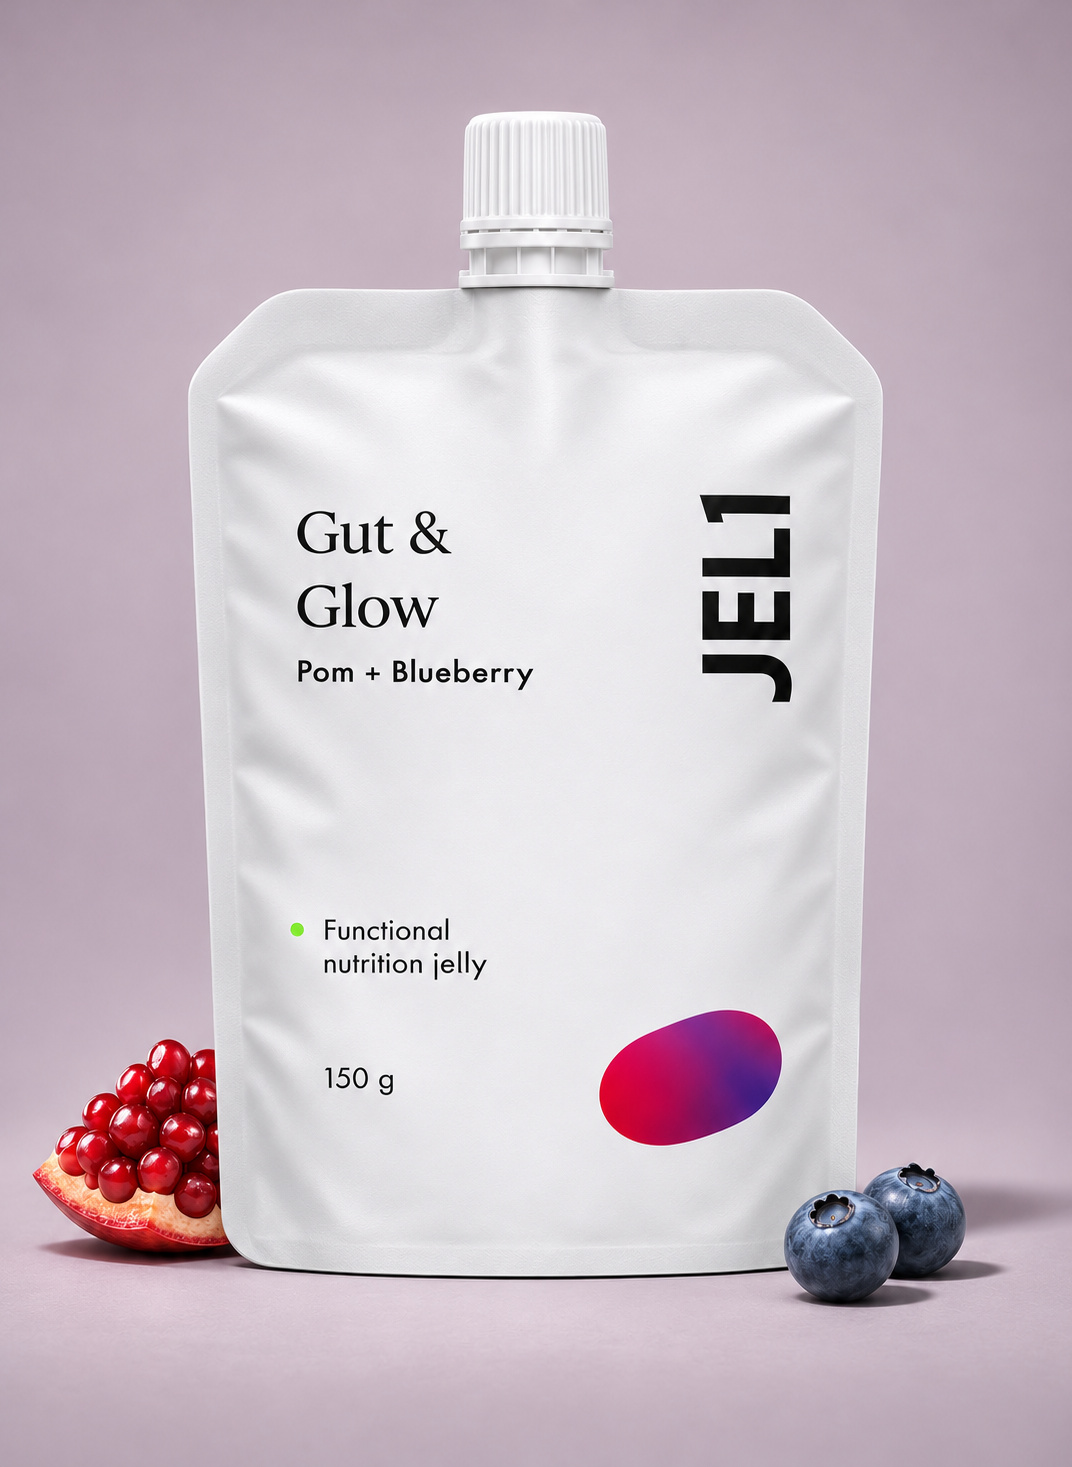 Gut &
Glow
Pom + Blueberry
JEL1
Functional
nutrition jelly
150 g